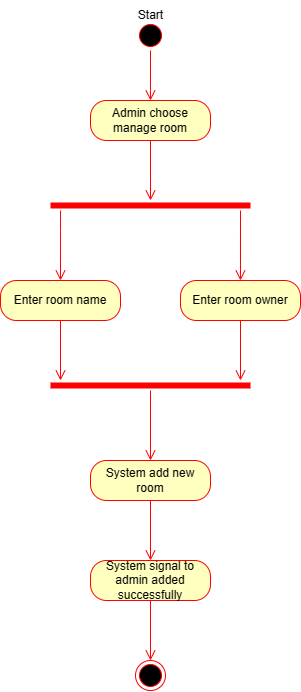 Start
Admin choose
manage room
Enter room name
Enter room owner
System add new
room
System signal to
admin added
successfully